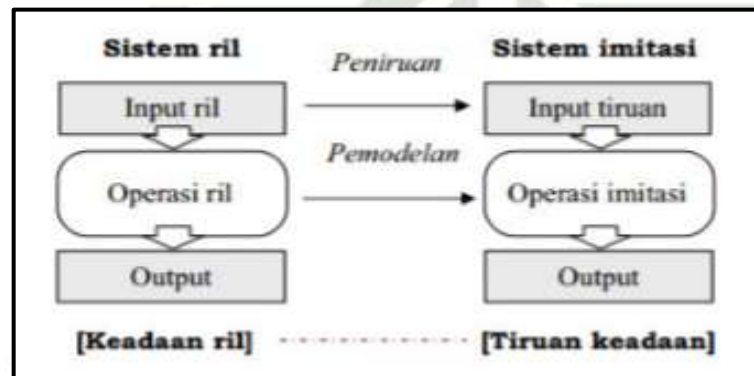 Sistem ril
Peniruan
Sistem imitasi
Input ril
Input tiruan
Pemodelan
Operasi ril
Operasi imitasi
Output
Output
[Keadaan ril]
[Tiruan keadaan]